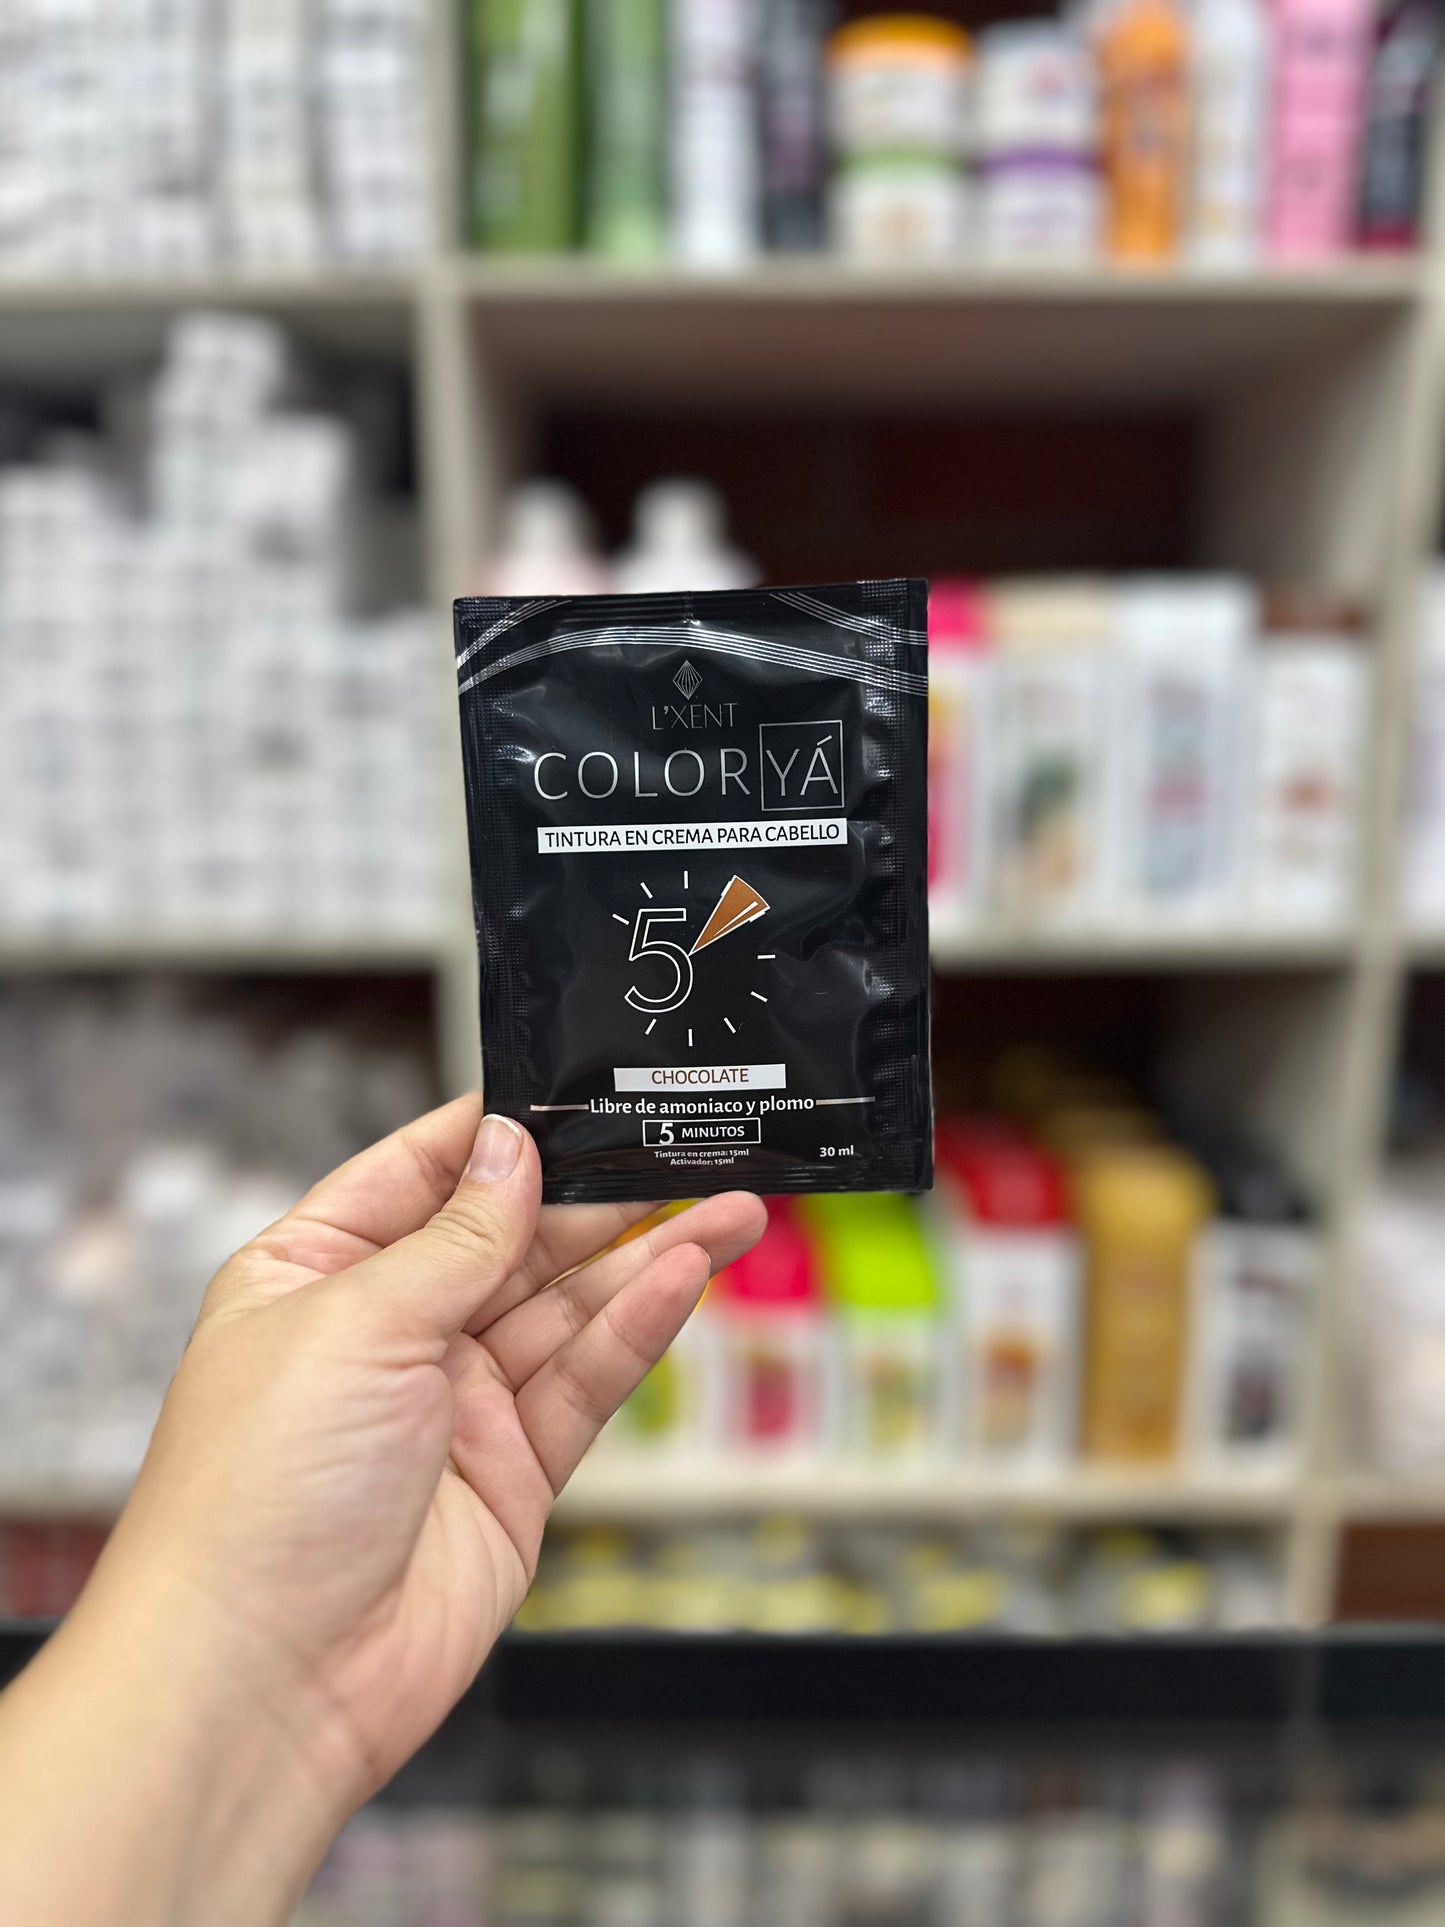 L'XENT
COLOR YÁ
TINTURA EN CREMA PARA CABELLO
5
CHOCOLATE
Libre de amoniaco y plomo
5 MINUTOS
Tintura en crema: 15ml
Activador: 15ml
30 ml